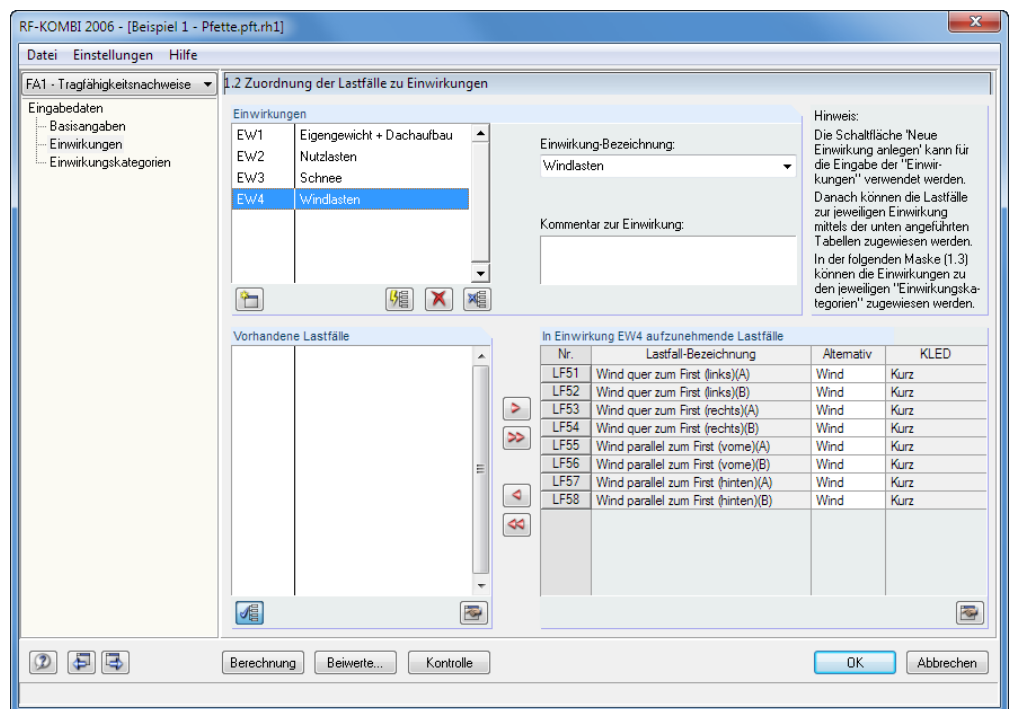 RF-KOMBI 2006 - [Beispiel 1 - Pfette.pft.rh1]
Datei Einstellungen Hilfe
FA1 - Tragfähigkeitsnachweise
Eingabedaten
Basisangaben
Einwirkungen
Einwirkungskategorien
1.2 Zuordnung der Lastfälle zu Einwirkungen
Einwirkungen
EW1 Eigengewicht + Dachaufbau
EW2 Nutzlasten
EW3 Schnee
EW4 Windlasten
Einwirkung-Bezeichnung:
Windlasten
Kommentar zur Einwirkung:
Hinweis:
Die Schaltfläche 'Neue
Einwirkung anlegen' kann für
die Eingabe der "Einwir-
kungen" verwendet werden.
Danach können die Lastfälle
zur jeweiligen Einwirkung
mittels der unten angeführten
Tabellen zugewiesen werden.
In der folgenden Maske (1.3)
können die Einwirkungen zu
den jeweiligen "Einwirkungska-
tegorien" zugewiesen werden.
Vorhandene Lastfälle
In Einwirkung EW4 aufzunehmende Lastfälle
Nr. Lastfall-Bezeichnung Alternativ KLED
LF51 Wind quer zum First (links)(A) Wind Kurz
LF52 Wind quer zum First (links)(B) Wind Kurz
LF53 Wind quer zum First (rechts)(A) Wind Kurz
LF54 Wind quer zum First (rechts)(B) Wind Kurz
LF55 Wind parallel zum First (vorne)(A) Wind Kurz
LF56 Wind parallel zum First (vorne)(B) Wind Kurz
LF57 Wind parallel zum First (hinten)(A) Wind Kurz
LF58 Wind parallel zum First (hinten)(B) Wind Kurz
Berechnung Beiwerte... Kontrolle OK Abbrechen